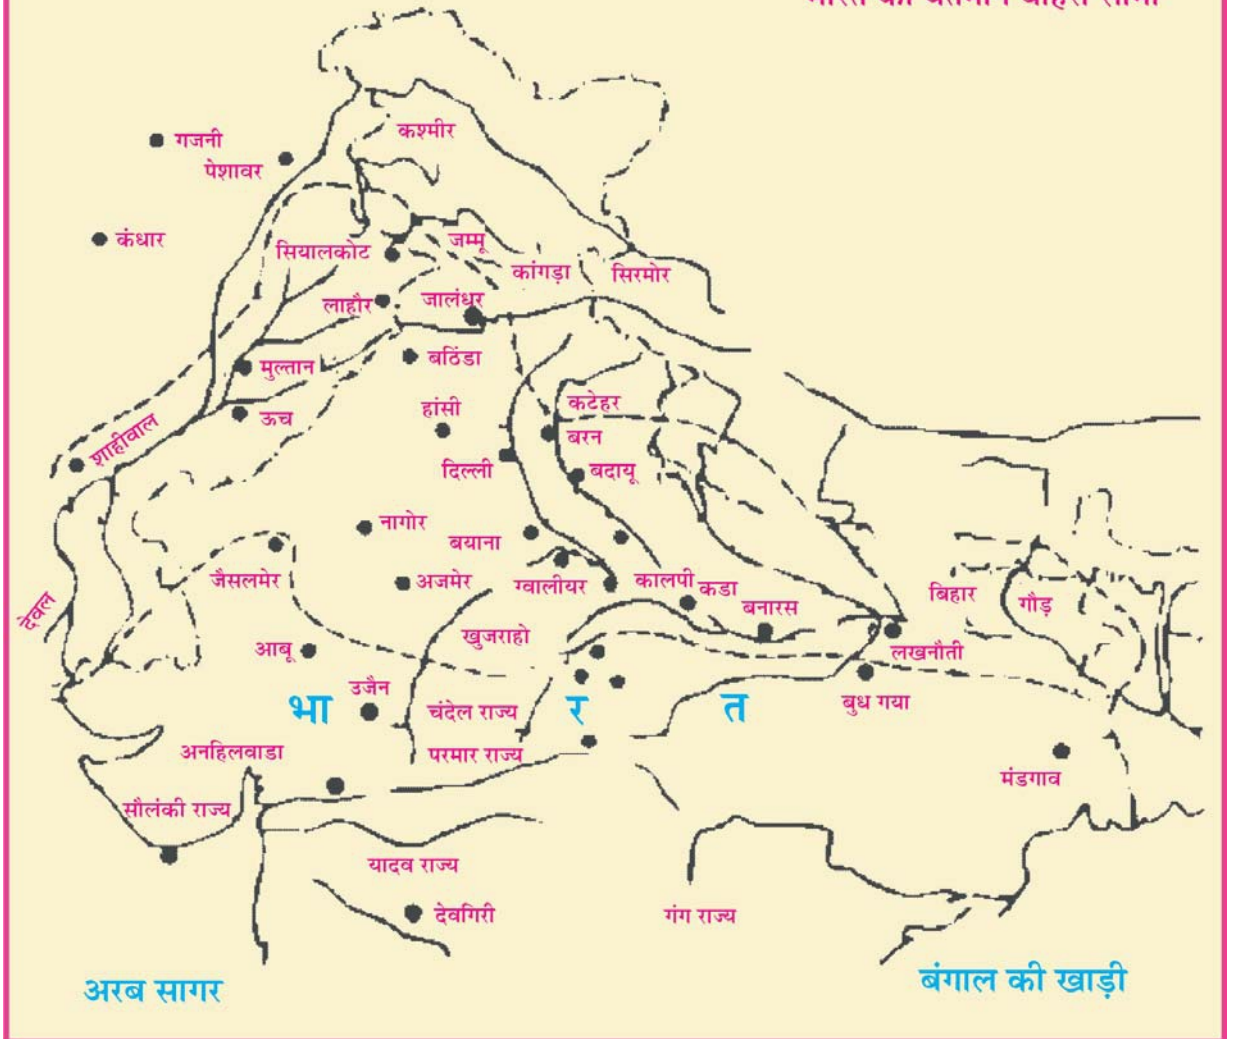 कश्मीर
गजनी
पेशावर
कंधार
सियालकोट
जम्मू
कांगड़ा
सिरमोर
लाहौर
जालंधर
मुल्तान
बठिंडा
ऊच
हांसी
कटेहर
बरन
शाहीवाल
दिल्ली
बदायू
नागोर
बयाना
जैसलमेर
अजमेर
ग्वालीयर
कालपी
कडा
बनारस
बिहार
गौड़
देवल
आबू
खुजराहो
लखनौती
उजैन
भा
र
त
चंदेल राज्य
बुध गया
अनहिलवाडा
परमार राज्य
मंडगाव
सौलंकी राज्य
यादव राज्य
देवगिरी
गंग राज्य
अरब सागर
बंगाल की खाड़ी